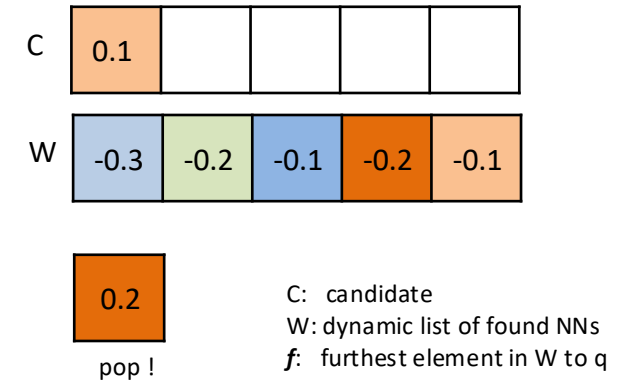 C 0.1
W -0.3 -0.2 -0.1 -0.2 -0.1
0.2
pop !
C: candidate
W: dynamic list of found NNs
f: furthest element in W to q